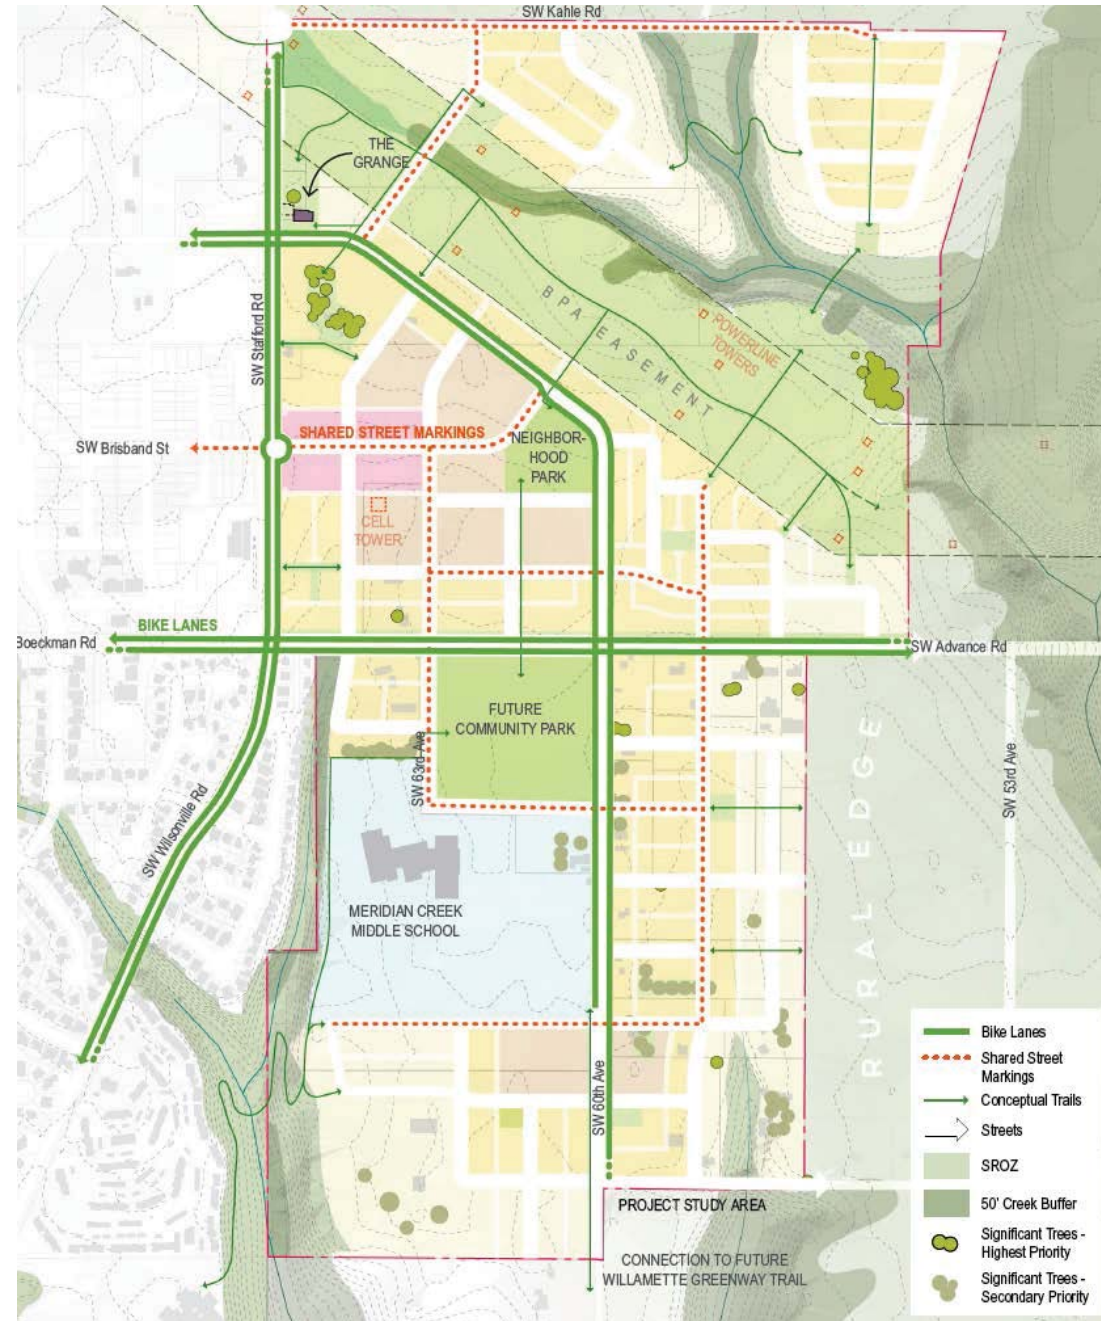 SW Kahle Rd
THE
GRANGE
SW Stafford Rd
BPA EASEMENT
POWERLINE
TOWERS
SW Brisband St
SHARED STREET MARKINGS
NEIGHBOR-
HOOD
PARK
CELL
TOWER
BIKE LANES
Boeckman Rd
SW Advance Rd
FUTURE
COMMUNITY PARK
SW 63rd Ave
SW 53rd Ave
RURAL EDGE
SW Wilsonville Rd
MERIDIAN CREEK
MIDDLE SCHOOL
SW 60th Ave
PROJECT STUDY AREA
CONNECTION TO FUTURE
WILLAMETTE GREENWAY TRAIL
Bike Lanes
Shared Street
Markings
Conceptual Trails
Streets
SROZ
50' Creek Buffer
Significant Trees -
Highest Priority
Significant Trees -
Secondary Priority